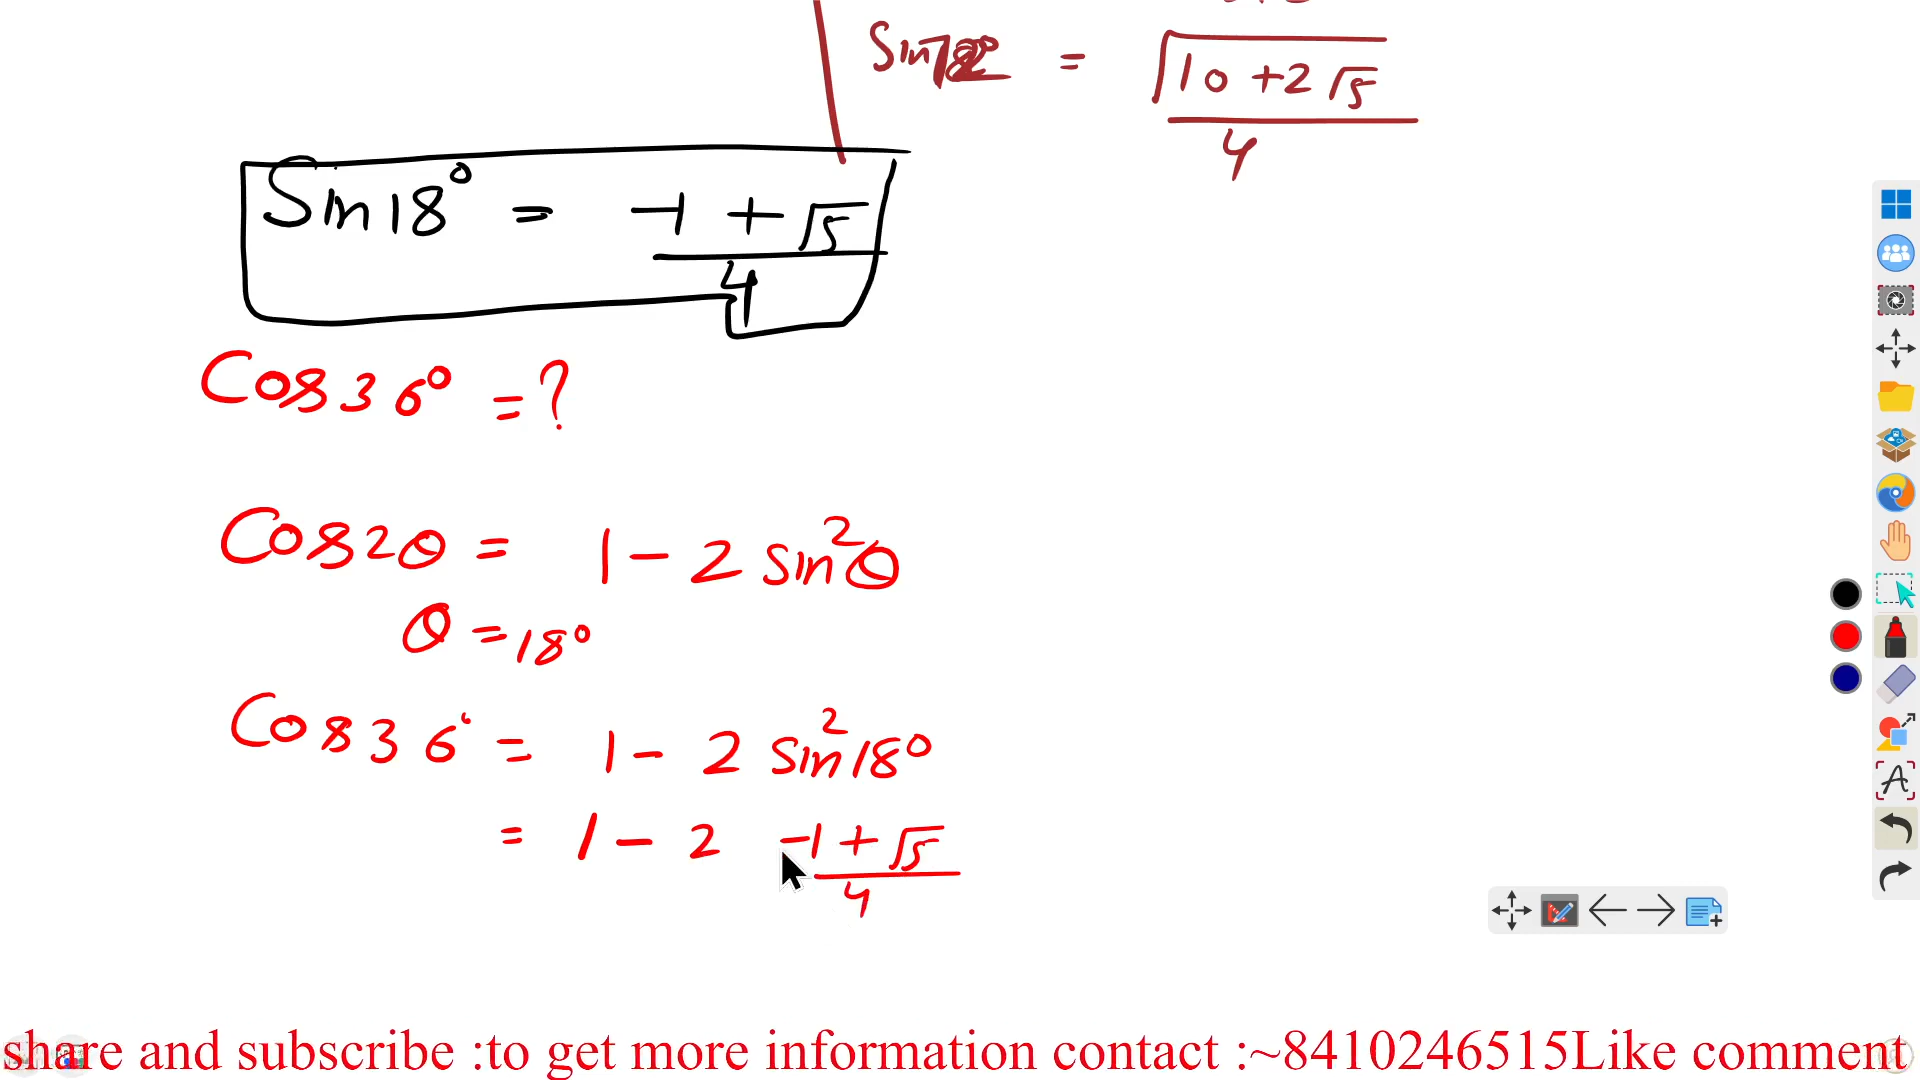 = √10 + 2√5
4
Sin18° = -1 + √5
4
Cos36° = ?
Cos2θ = 1 - 2 sin²θ
θ = 18°
Cos36° = 1 - 2 sin²18°
= 1 - 2 -1 + √5
4
share and subscribe :to get more information contact :~8410246515Like comment